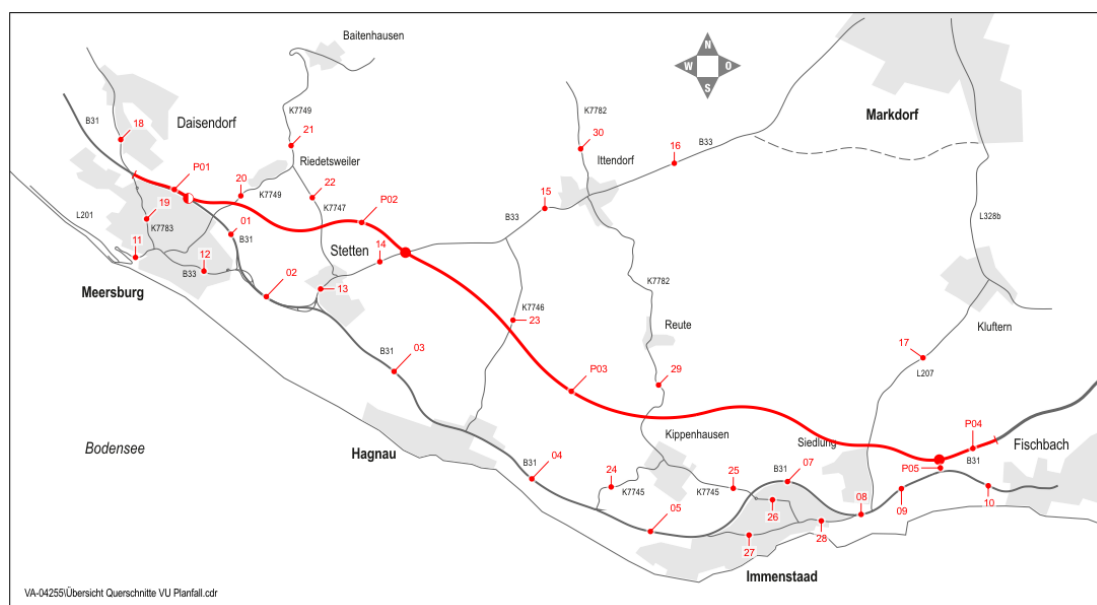 Baitenhausen
N
W
O
S
K7749
K7782
Markdorf
B31
18
Daisendorf
21
30
16
B33
Ittendorf
Riedetsweiler
P01
20
K7749
22
15
19
K7747
P02
L201
K7783
01
B31
B33
L328b
11
12
B33
Stetten
14
K7782
Meersburg
02
13
K7746
23
Reute
Kluftern
B31
03
P03
29
17
L207
Bodensee
Hagnau
Kippenhausen
Siedlung
P04
Fischbach
B31
04
24
25
B31
07
P05
B31
K7745
K7745
26
08
09
10
05
27
28
Immenstaad
VA-04255\Übersicht Querschnitte VU Planfall.cdr